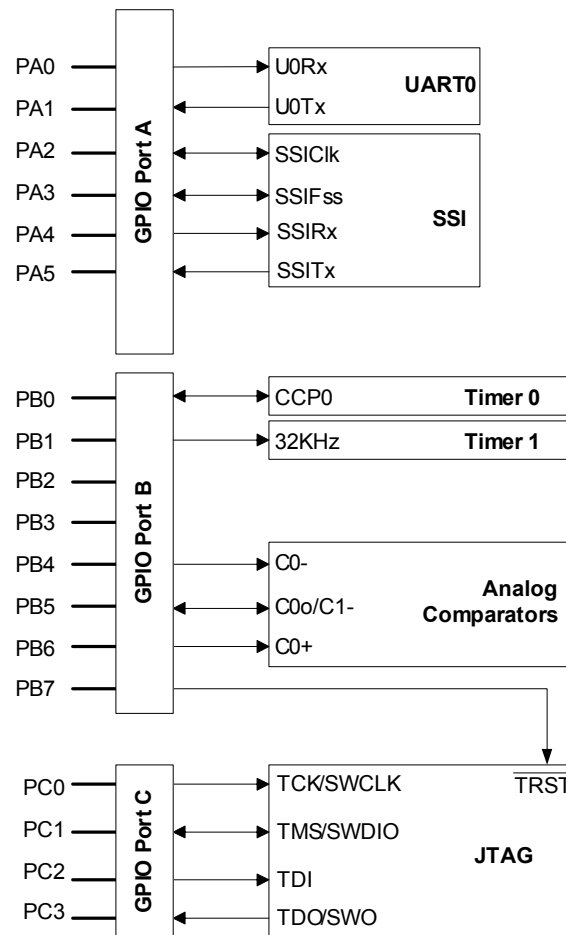 PA0
PA1
PA2
PA3
PA4
PA5
GPIO Port A
U0Rx
U0Tx
UART0
SSIClk
SSIFss
SSIRx
SSITx
SSI
PB0
PB1
PB2
PB3
PB4
PB5
PB6
PB7
GPIO Port B
CCP0 Timer 0
32KHz Timer 1
C0-
C0o/C1-
C0+
Analog
Comparators
PC0
PC1
PC2
PC3
GPIO Port C
TCK/SWCLK
TMS/SWDIO
TDI
TDO/SWO
TRST
JTAG